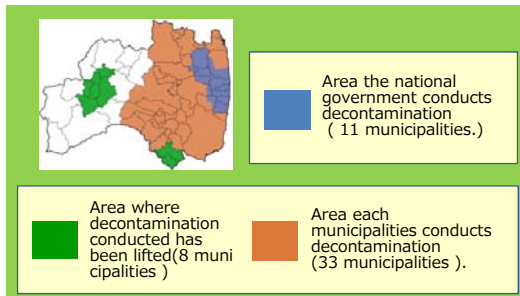 Area the national
government conducts
decontamination
( 11 municipalities.)
Area where
decontamination
conducted has
been lifted(8 muni
cipalities )
Area each
municipalities conducts
decontamination
(33 municipalities ).